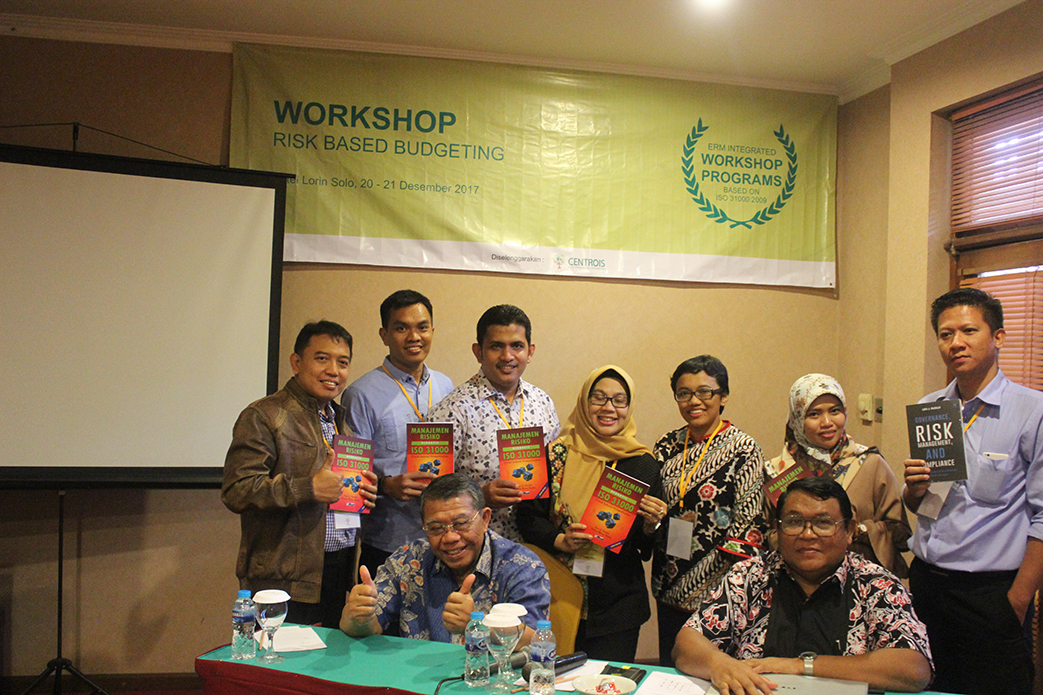 WORKSHOP
RISK BASED BUDGETING
Lorin Solo, 20 - 21 Desember 2017
ERM INTEGRATED
WORKSHOP
PROGRAMS
BASED ON
ISO 31000:2009
Diselenggarakan :
CENTROIS
MANAJEMEN
RISIKO
ISO 31000
MANAJEMEN
RISIKO
ISO 31000
MANAJEMEN
RISIKO
ISO 31000
MANAJEMEN
RISIKO
ISO 31000
MANAJEMEN
RISIKO
GOVERNANCE,
RISK
MANAGEMENT,
AND
COMPLIANCE